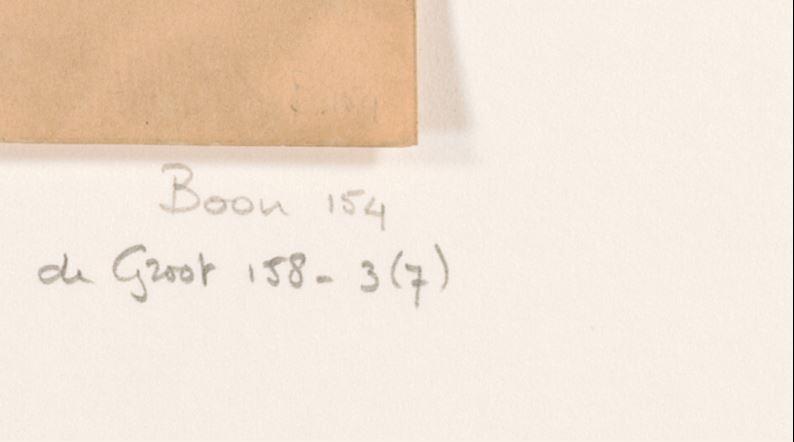 Boon 154
de Groot 158- 3(7)